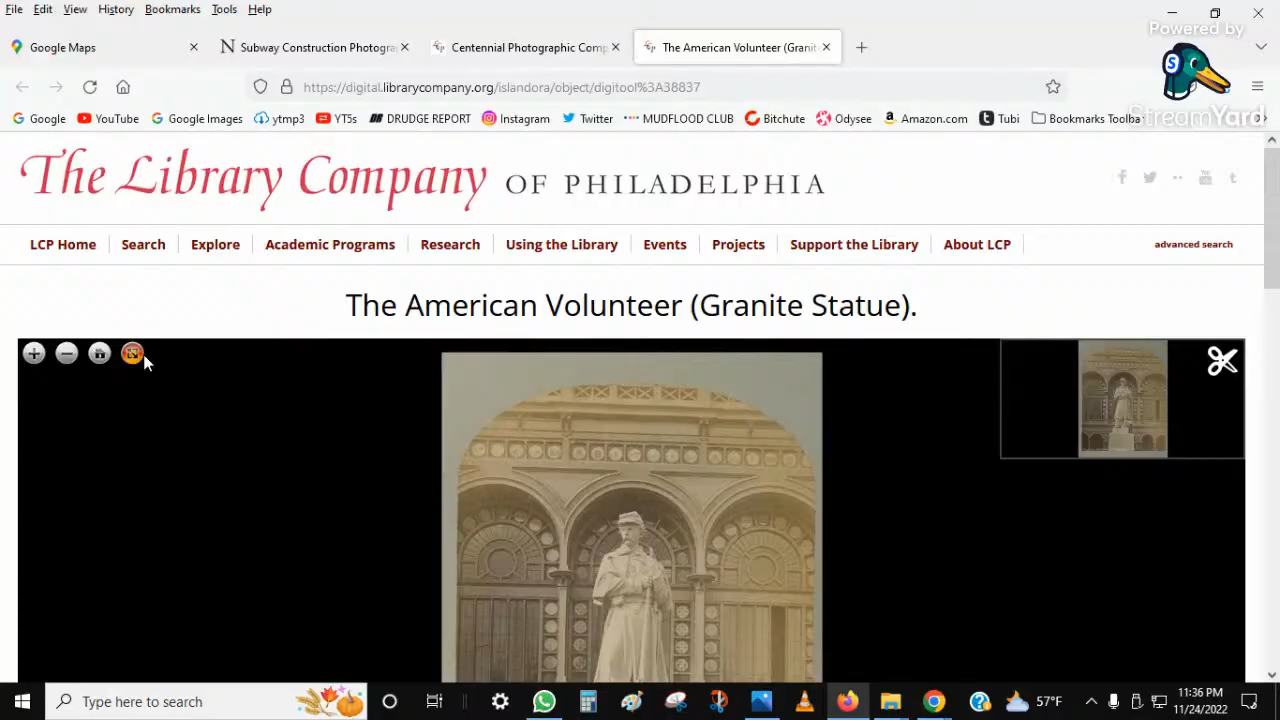 File Edit View History Bookmarks Tools Help
Google Maps
Subway Construction Photogra
Centennial Photographic Comp
The American Volunteer (Granit
Powered by
StreamYard
https://digital.librarycompany.org/islandora/object/digitool%3A38837
Google YouTube Google Images ytmp3 YT5s DRUDGE REPORT Instagram Twitter MUDFLOOD CLUB Bitchute Odysee Amazon.com Tubi Bookmarks Toolbar
The Library Company OF PHILADELPHIA
LCP Home Search Explore Academic Programs Research Using the Library Events Projects Support the Library About LCP advanced search
The American Volunteer (Granite Statue).
Type here to search
57°F
11:36 PM
11/24/2022